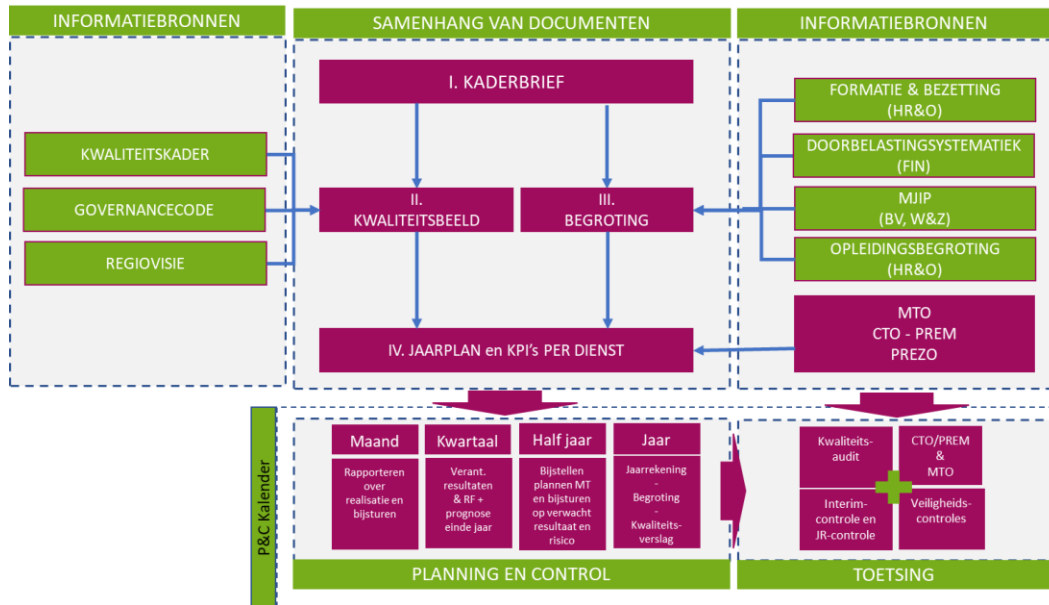 INFORMATIEBRONNEN
SAMENHANG VAN DOCUMENTEN
INFORMATIEBRONNEN
I. KADERBRIEF
KWALITEITSKADER
GOVERNANCECODE
REGIOVISIE
II.
KWALITEITSBEELD
III.
BEGROTING
FORMATIE & BEZETTING
(HR&O)
DOORBELASTINGSYSTEMATIEK
(FIN)
MJIP
(BV, W&Z)
OPLEIDINGSBEGROTING
(HR&O)
MTO
CTO - PREM
PREZO
IV. JAARPLAN en KPI's PER DIENST
P&C Kalender
Maand
Rapporteren
over
realisatie en
bijsturen
Kwartaal
Verant.
resultaten
& RF +
prognose
einde jaar
Half jaar
Bijstellen
plannen MT
en bijsturen
op verwacht
resultaat en
risico
Jaar
Jaarrekening
-
Begroting
-
Kwaliteits-
verslag
Kwaliteits-
audit
CTO/PREM
&
MTO
Interim-
controle en
JR-controle
Veiligheids-
controles
PLANNING EN CONTROL
TOETSING